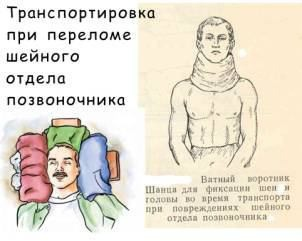 Транспортировка
при переломе
шейного
отдела
позвоночника
Ватный воротник
Шанца для фиксации шеи и
головы во время транспорта
при повреждениях шейного
отдела позвоночника